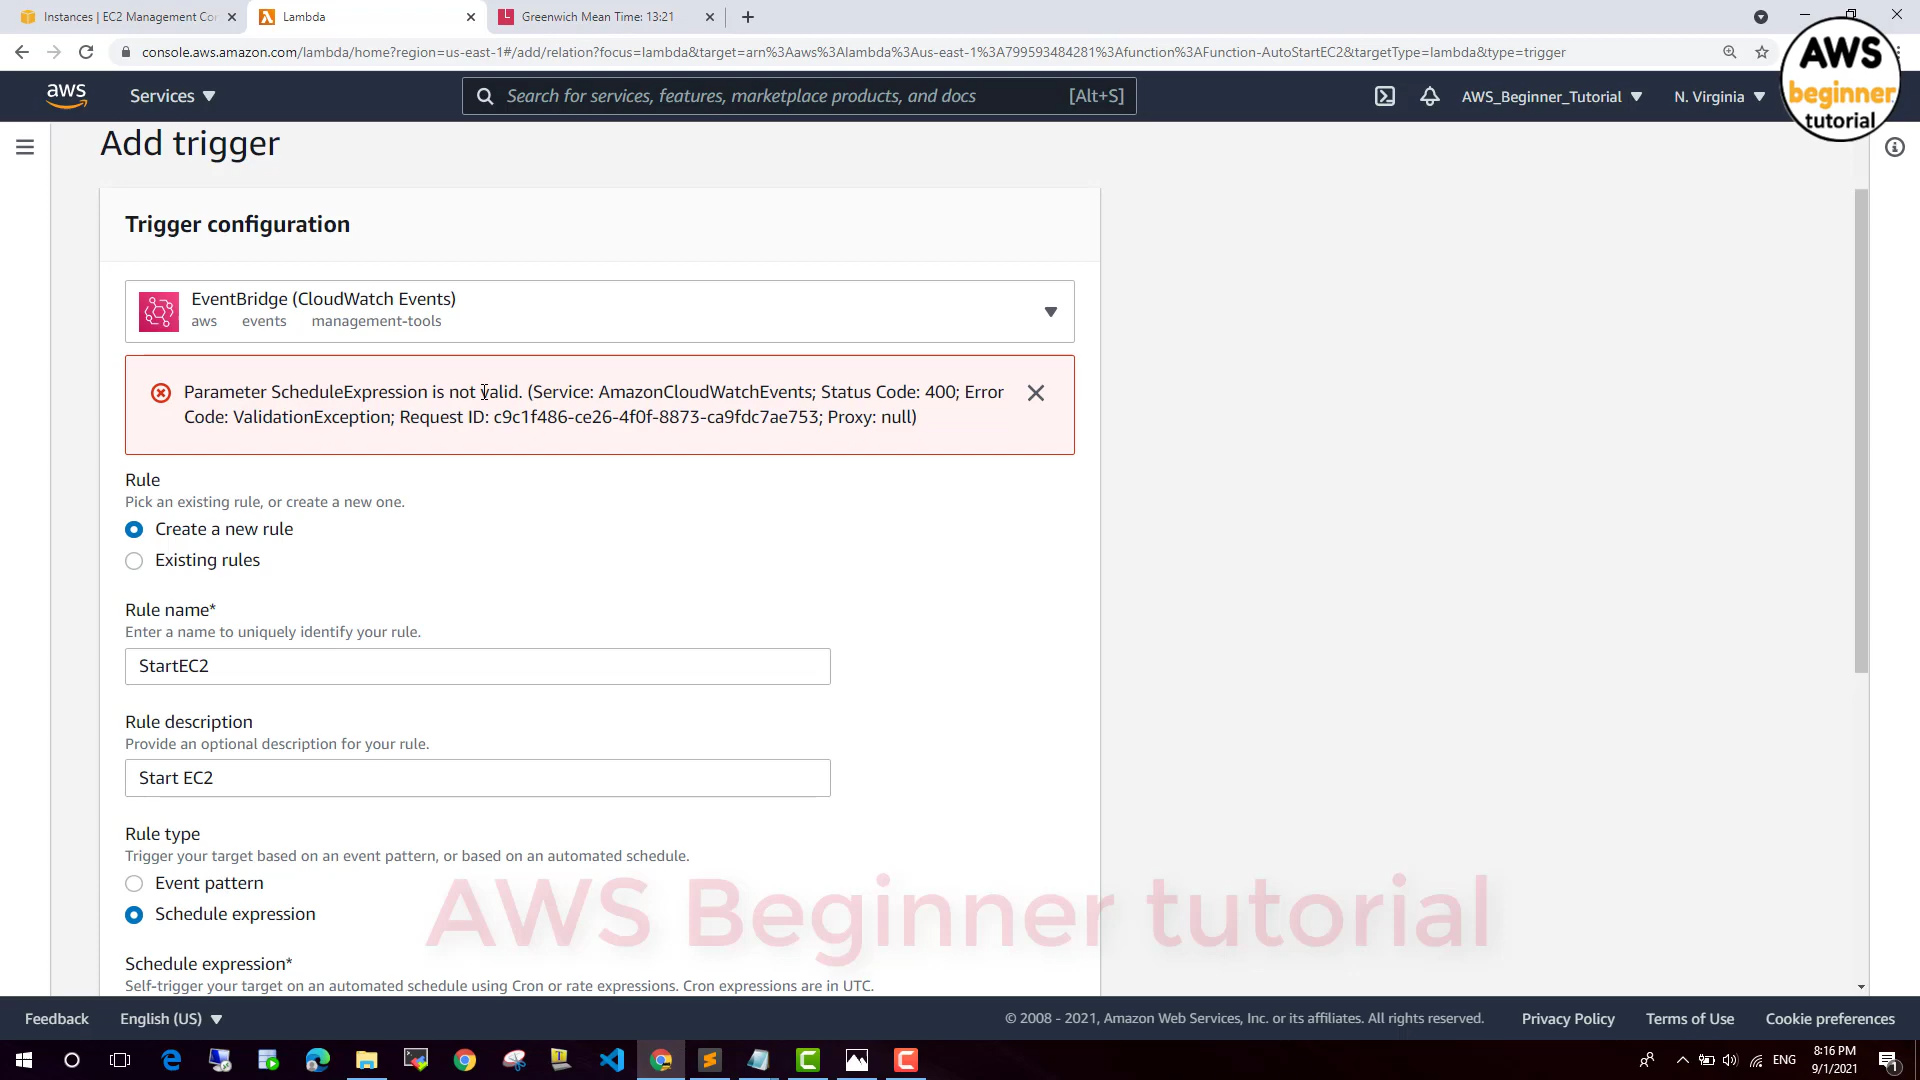 Instances | EC2 Management Con
Lambda
Greenwich Mean Time: 13:21
console.aws.amazon.com/lambda/home?region=us-east-1#/add/relation?focus=lambda&target=arn%3Aaws%3Alambda%3Aus-east-1%3A799593484281%3Afunction%3AFunction-AutoStartEC2&targetType=lambda&type=trigger
aws
Services
Search for services, features, marketplace products, and docs
[Alt+S]
AWS_Beginner_Tutorial
N. Virginia
AWS
beginner
tutorial
Add trigger
Trigger configuration
EventBridge (CloudWatch Events)
aws events management-tools
Parameter ScheduleExpression is not valid. (Service: AmazonCloudWatchEvents; Status Code: 400; Error
Code: ValidationException; Request ID: c9c1f486-ce26-4f0f-8873-ca9fdc7ae753; Proxy: null)
Rule
Pick an existing rule, or create a new one.
Create a new rule
Existing rules
Rule name*
Enter a name to uniquely identify your rule.
StartEC2
Rule description
Provide an optional description for your rule.
Start EC2
Rule type
Trigger your target based on an event pattern, or based on an automated schedule.
Event pattern
Schedule expression
AWS Beginner tutorial
Schedule expression*
Self-trigger your target on an automated schedule using Cron or rate expressions. Cron expressions are in UTC.
Feedback
English (US)
© 2008 - 2021, Amazon Web Services, Inc. or its affiliates. All rights reserved.
Privacy Policy
Terms of Use
Cookie preferences
ENG
8:16 PM
9/1/2021
1